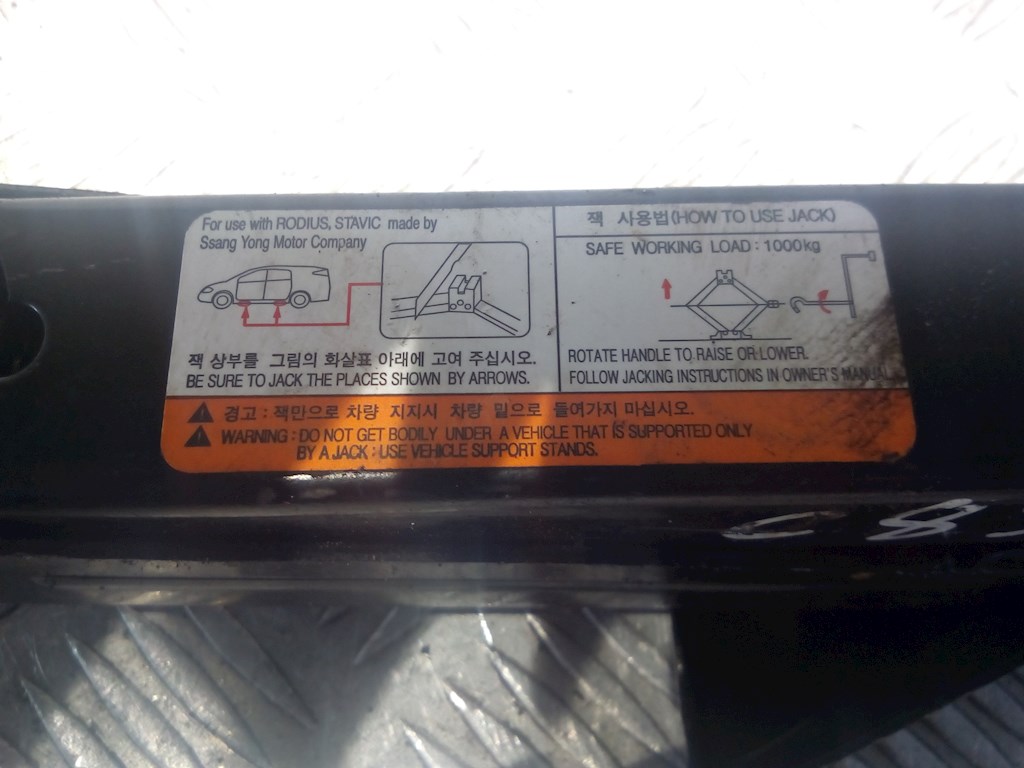 For use with RODIUS, STAVIC made by
Ssang Yong Motor Company
잭 상부를 그림의 화살표 아래에 고여 주십시오.
BE SURE TO JACK THE PLACES SHOWN BY ARROWS.
잭 사용법(HOW TO USE JACK)
SAFE WORKING LOAD : 1000kg
ROTATE HANDLE TO RAISE OR LOWER.
FOLLOW JACKING INSTRUCTIONS IN OWNER'S MANUAL
경고 : 잭만으로 차량 지지시 차량 밑으로 들여가지 마십시오.
WARNING : DO NOT GET BODILY UNDER A VEHICLE THAT IS SUPPORTED ONLY
BY A JACK : USE VEHICLE SUPPORT STANDS.